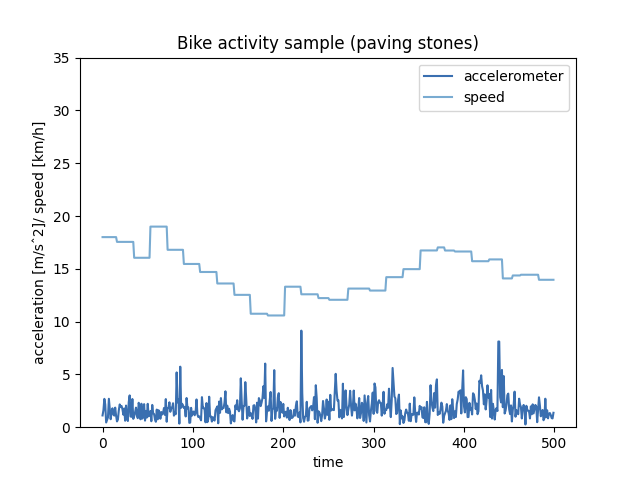 Bike activity sample (paving stones)
accelerometer
speed
acceleration [m/s^2]/ speed [km/h]
35
30
25
20
15
10
5
0
0 100 200 300 400 500
time